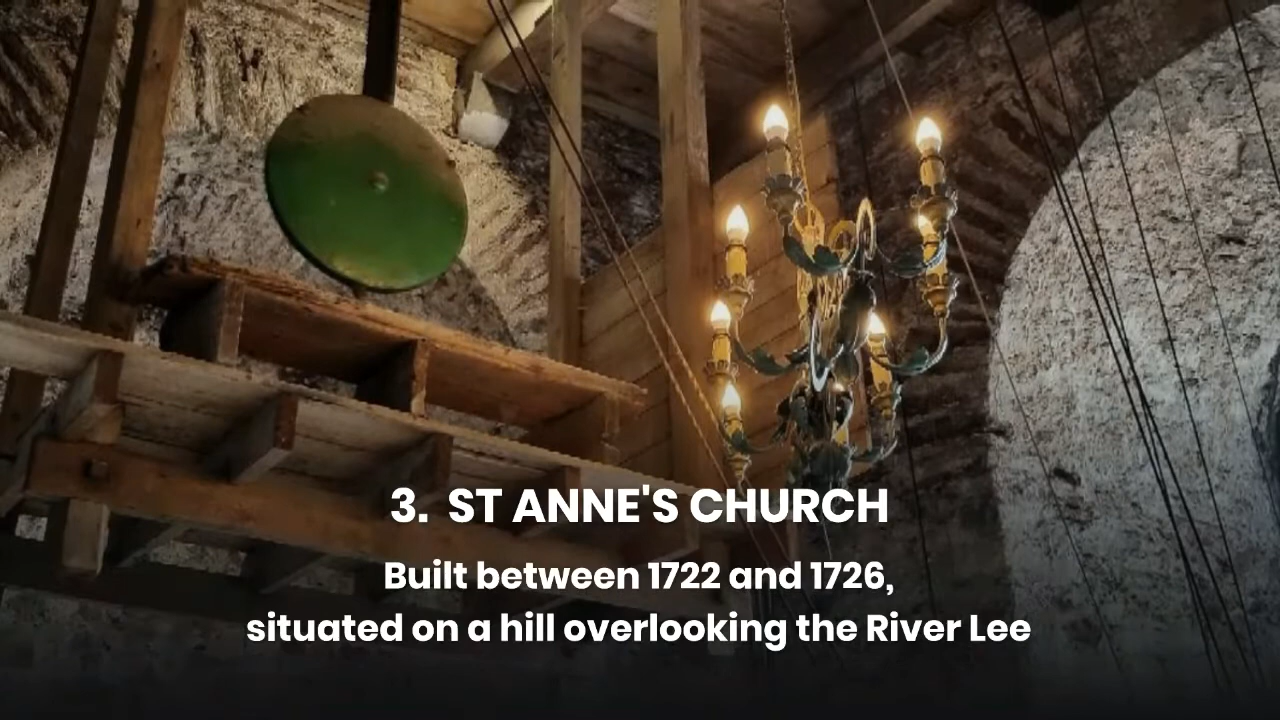 3. ST ANNE'S CHURCH
Built between 1722 and 1726,
situated on a hill overlooking the River Lee